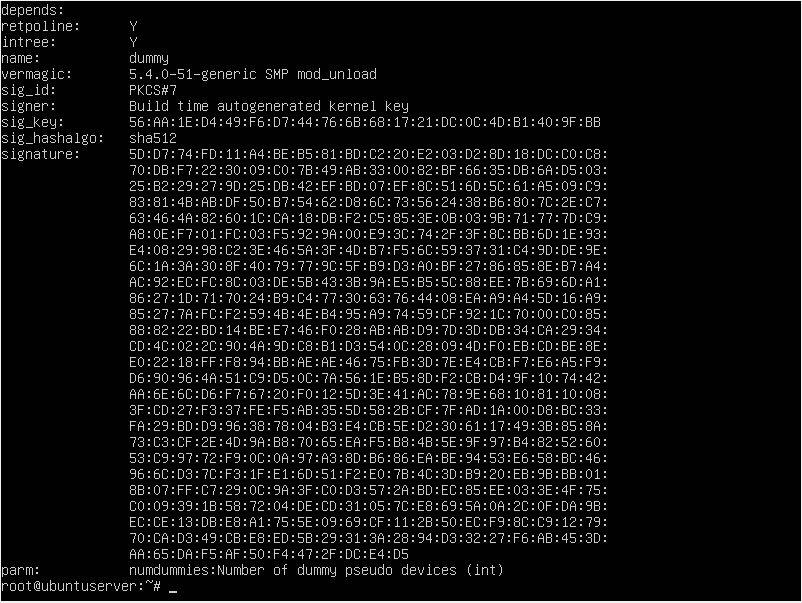 depends:
retpoline:      Y
intree:         Y
name:           dummy
vermagic:       5.4.0-51-generic SMP mod_unload
sig_id:         PKCS#7
signer:         Build time autogenerated kernel key
sig_key:        56:AA:1E:D4:49:F6:D7:44:76:6B:68:17:21:DC:0C:4D:B1:40:9F:BB
sig_hashalgo:   sha512
signature:      5D:D7:74:FD:11:A4:BE:B5:81:BD:C2:20:E2:03:D2:8D:18:DC:C0:C8:
                70:DB:F7:22:30:09:C0:7B:49:AB:33:00:82:BF:66:35:DB:6A:D5:03:
                25:B2:29:27:9D:25:DB:42:EF:BD:07:EF:8C:51:6D:5C:61:A5:09:C9:
                83:81:4B:AB:DF:50:B7:54:62:D8:6C:73:56:24:38:B6:80:7C:2E:C7:
                63:46:4A:82:60:1C:CA:18:DB:F2:C5:85:3E:0B:03:9B:71:77:7D:C9:
                A8:0E:F7:01:FC:03:F5:92:9A:00:E9:3C:74:2F:3F:8C:BB:6D:1E:93:
                E4:08:29:98:C2:3E:46:5A:3F:4D:B7:F5:6C:59:37:31:C4:9D:DE:9E:
                6C:1A:3A:30:8F:40:79:77:9C:5F:B9:D3:A0:BF:27:86:85:8E:B7:A4:
                AC:92:EC:FC:8C:03:DE:5B:43:3B:9A:E5:B5:5C:88:EE:7B:69:6D:A1:
                86:27:1D:71:70:24:B9:C4:77:30:63:76:44:08:EA:A9:A4:5D:16:A9:
                85:27:7A:FC:F2:59:4B:4E:B4:95:A9:74:59:CF:92:1C:70:00:C0:85:
                88:82:22:BD:14:BE:E7:46:F0:28:AB:AB:D9:7D:3D:DB:34:CA:29:34:
                CD:4C:02:2C:90:4A:9D:C8:B1:D3:54:0C:28:09:4D:F0:EB:CD:BE:8E:
                E0:22:18:FF:F8:94:BB:AE:AE:46:75:FB:3D:7E:E4:CB:F7:E6:A5:F9:
                D6:90:96:4A:51:C9:D5:0C:7A:56:1E:B5:8D:F2:CB:D4:9F:10:74:42:
                AA:6E:6C:D6:F7:67:20:F0:12:5D:3E:41:AC:78:9E:68:10:81:10:08:
                3F:CD:27:F3:37:FE:F5:AB:35:5D:58:2B:CF:7F:AD:1A:00:D8:BC:33:
                FA:29:BD:D9:96:38:78:04:B3:E4:CB:5E:D2:30:61:17:49:3B:85:8A:
                73:C3:CF:2E:4D:9A:B8:70:65:EA:F5:B8:4B:5E:9F:97:B4:82:52:60:
                53:C9:97:72:F9:0C:0A:97:A3:8D:B6:86:EA:BE:94:53:E6:58:BC:46:
                96:6C:D3:7C:F3:1F:E1:6D:51:F2:E0:7B:4C:3D:B9:20:EB:9B:BB:01:
                8B:07:FF:C7:29:0C:9A:3F:C0:D3:57:2A:BD:EC:85:EE:03:3E:4F:75:
                C0:09:39:1B:58:72:04:DE:CD:31:05:7C:E8:69:5A:0A:2C:0F:DA:9B:
                EC:CE:13:DB:E8:A1:75:5E:09:69:CF:11:2B:50:EC:F9:8C:C9:12:79:
                70:CA:D3:49:CB:E8:ED:5B:29:31:3A:28:94:D3:32:27:F6:AB:45:3D:
                AA:65:DA:F5:AF:50:F4:47:2F:DC:E4:D5
parm:           numdummies:Number of dummy pseudo devices (int)
root@ubuntuserver:~# _